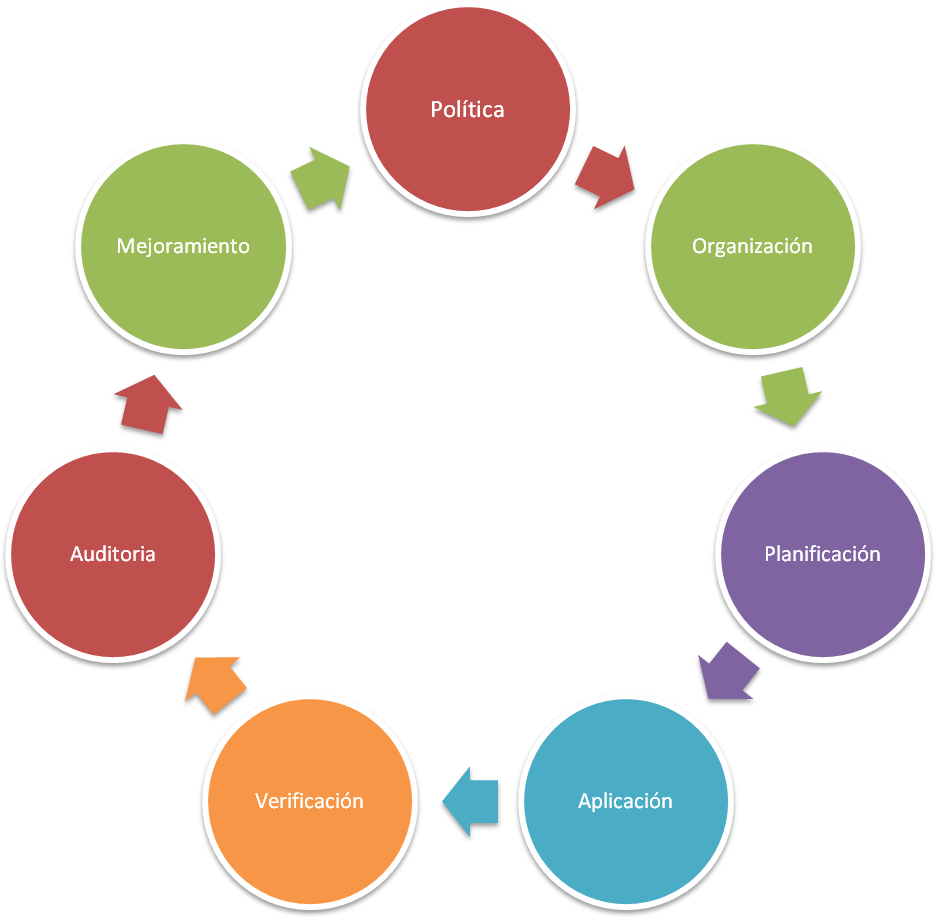 Política
Organización
Planificación
Aplicación
Verificación
Auditoria
Mejoramiento